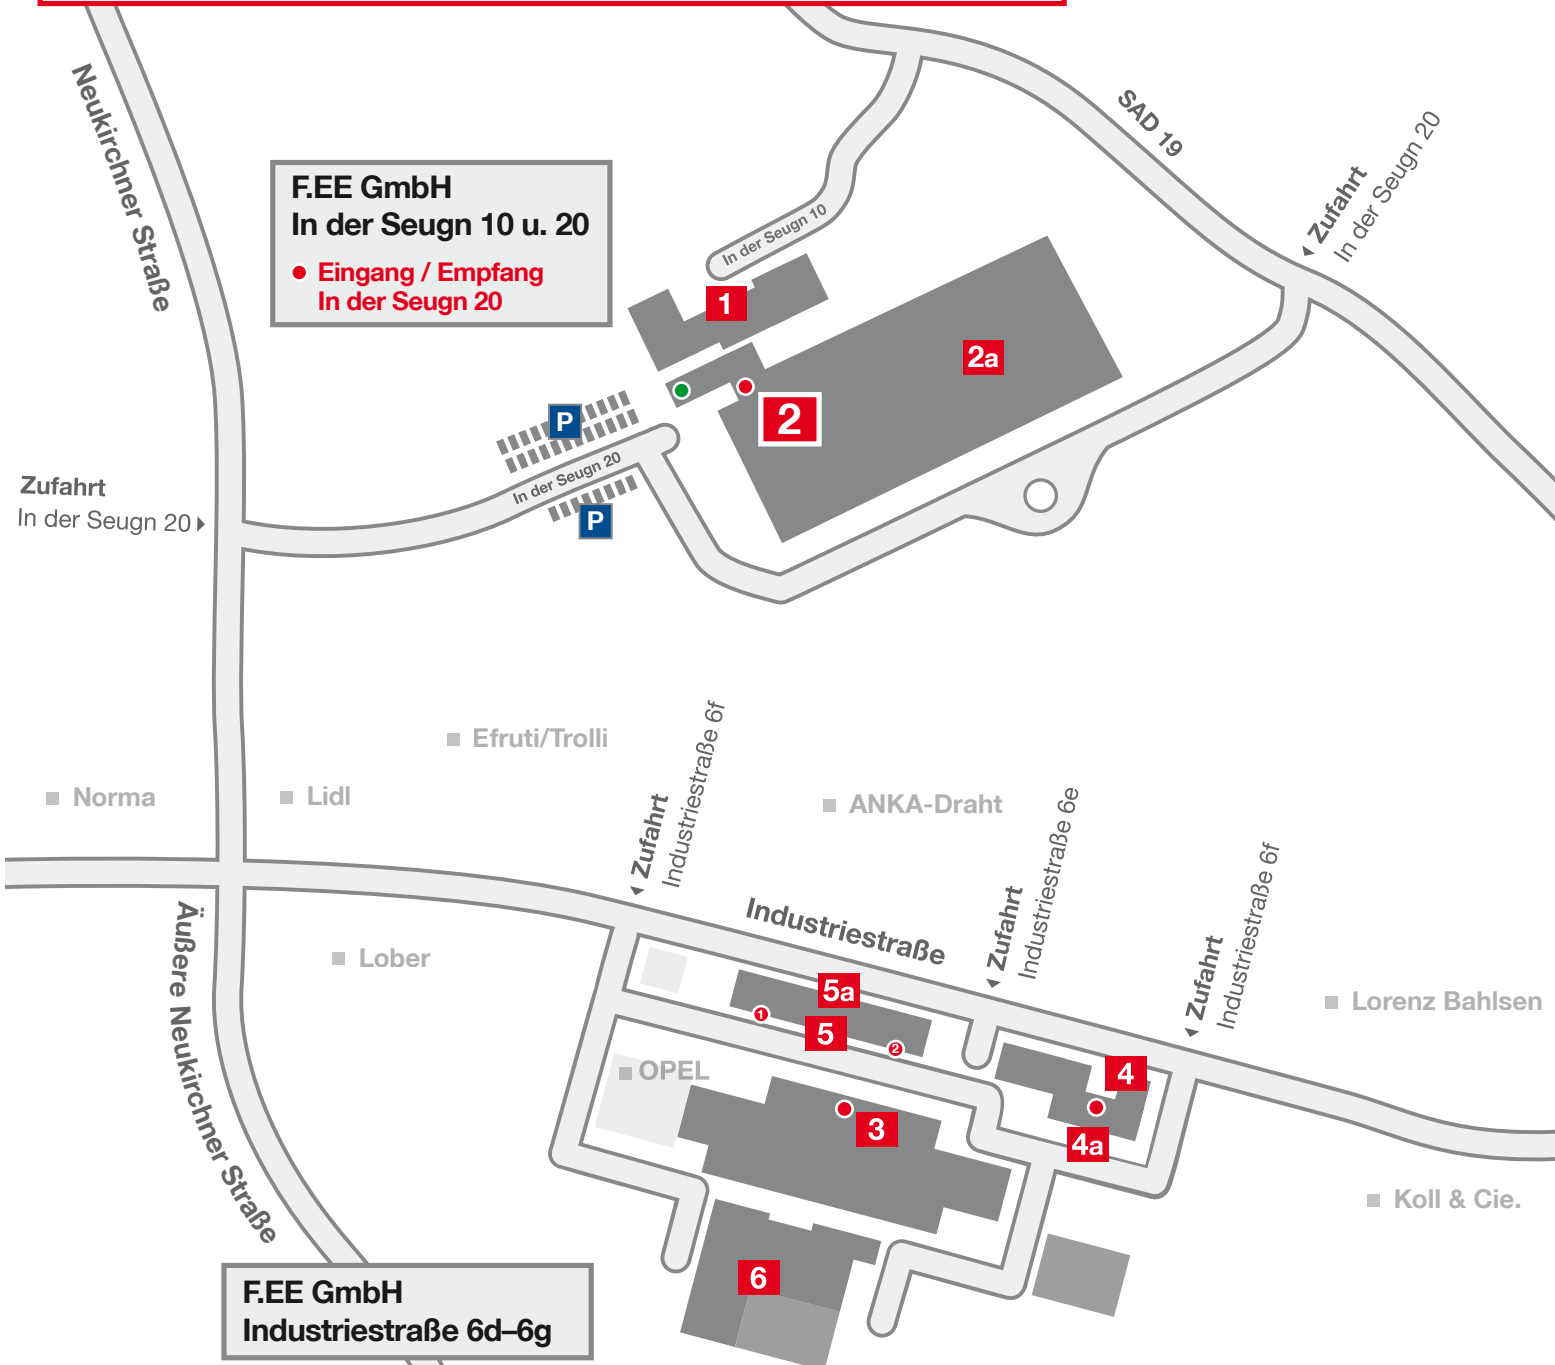 Neukirchner Straße
SAD 19
Zufahrt
In der Seugn 20
F.EE GmbH
In der Seugn 10 u. 20
Eingang / Empfang
In der Seugn 20
In der Seugn 10
1
2a
2
P
In der Seugn 20
P
Zufahrt
In der Seugn 20
Efruti/Trolli
Norma
Lidl
Zufahrt
Industriestraße 6f
ANKA-Draht
Zufahrt
Industriestraße 6e
Zufahrt
Industriestraße 6f
Industriestraße
Äußere Neukirchner Straße
Lober
Lorenz Bahlsen
5a
1
5
2
OPEL
4
3
4a
Koll & Cie.
6
F.EE GmbH
Industriestraße 6d–6g